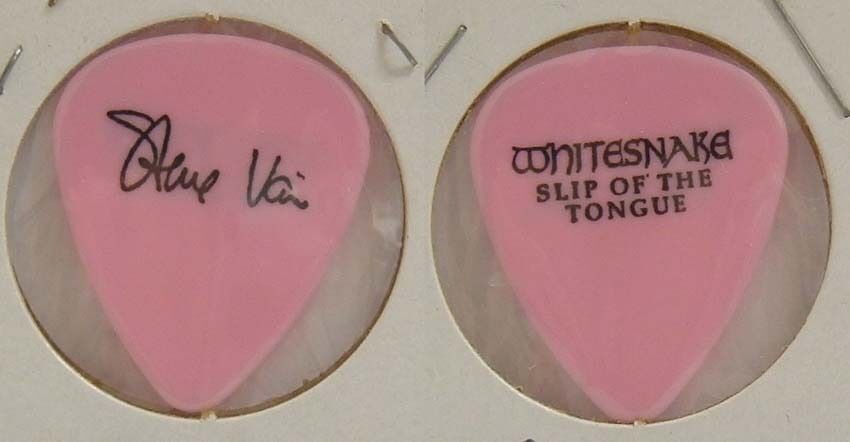 Steve Vai
WHITESNAKE
SLIP OF THE
TONGUE